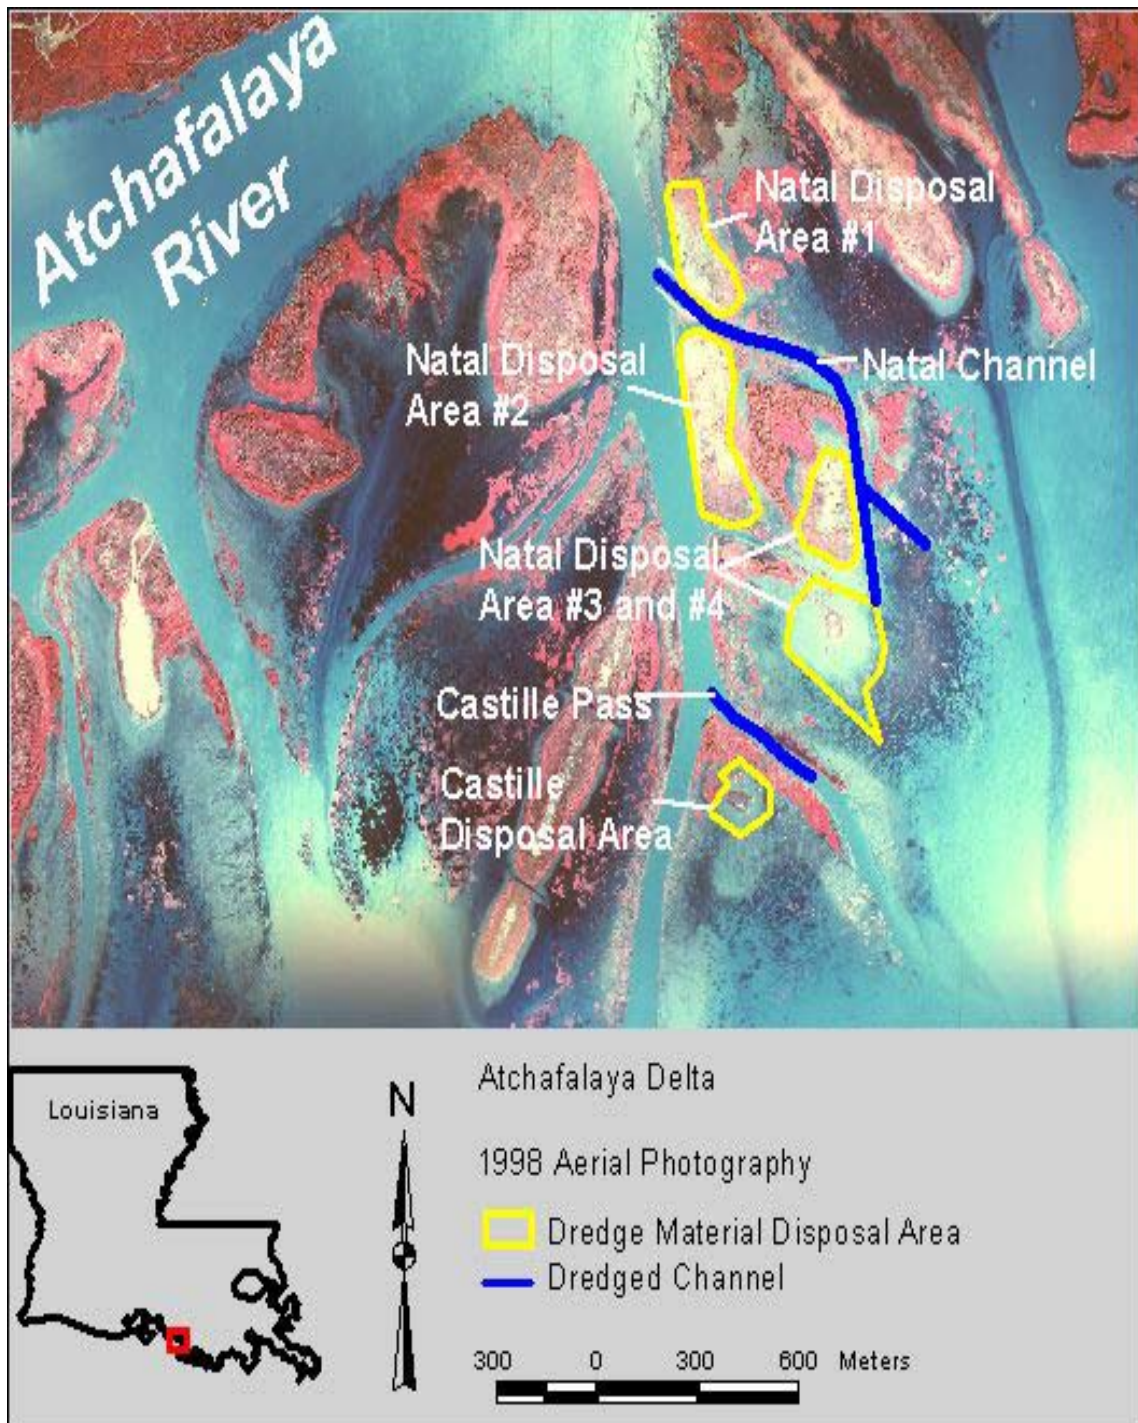 Atchafalaya
River
Natal Disposal
Area #1
Natal Disposal
Area #2
Natal Channel
Natal Disposal
Area #3 and #4
Castille Pass
Castille
Disposal Area
Louisiana
N
Atchafalaya Delta
1998 Aerial Photography
Dredge Material Disposal Area
Dredged Channel
300 0 300 600 Meters